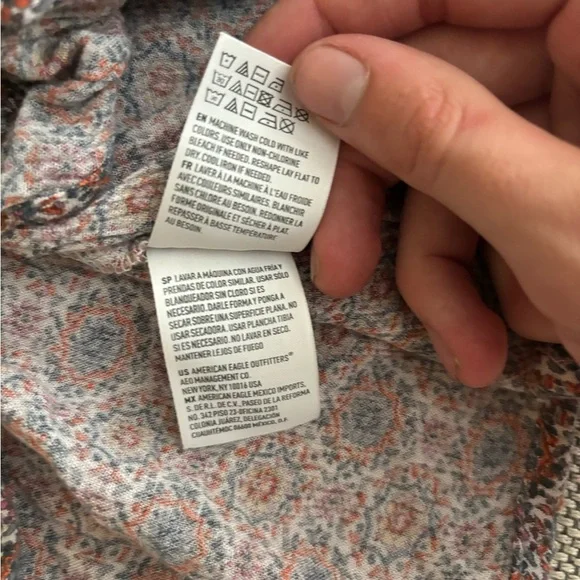 EN MACHINE WASH COLD WITH LIKE
COLORS. USE ONLY NON-CHLORINE
BLEACH IF NEEDED. RESHAPE LAY FLAT TO
DRY. COOL IRON IF NEEDED.
FR LAVER À LA MACHINE À L'EAU FROIDE
AVEC COULEURS SIMILAIRES. BLANCHIR
SANS CHLORE AU BESOIN. REDONNER LA
FORME ORIGINALE ET SÉCHER À PLAT.
REPASSER À BASSE TEMPÉRATURE
AU BESOIN.
SP LAVAR A MÁQUINA CON AGUA FRÍA Y
PRENDAS DE COLOR SIMILAR. USAR SÓLO
BLANQUEADOR SIN CLORO SI ES
NECESARIO. DARLE FORMA Y PONGA A
SECAR SOBRE UNA SUPERFICIE PLANA. NO
USAR SECADORA. USAR PLANCHA TIBIA
SI ES NECESARIO. NO LAVAR EN SECO.
MANTENER LEJOS DE FUEGO
US AMERICAN EAGLE OUTFITTERS
AEO MANAGEMENT CO.
NEW YORK, NY 10016 USA
MX AMERICAN EAGLE MEXICO IMPORTS,
S. DE R.L. DE C.V., PASEO DE LA REFORMA
NO. 342 PISO 23-OFICINA 2301
COLONIA JUÁREZ, DELEGACIÓN
CUAUHTÉMOC 06600 MÉXICO, D.F.